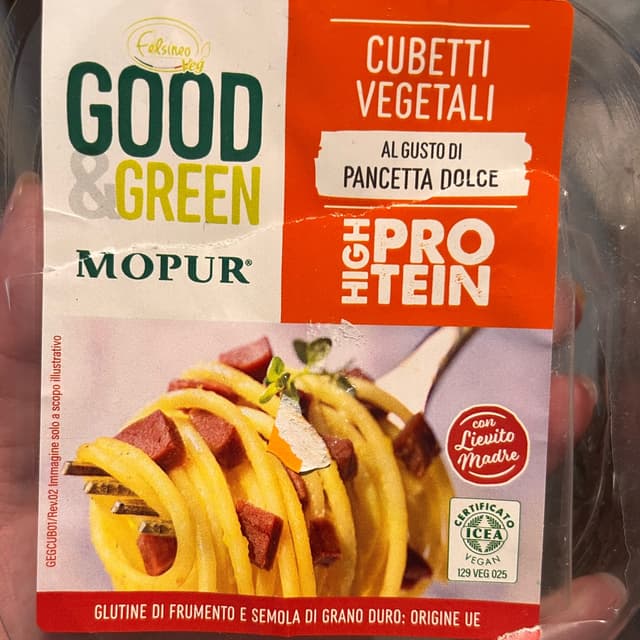 Felsineo
Veg
GOOD
&GREEN
MOPUR®
CUBETTI
VEGETALI
AL GUSTO DI
PANCETTA DOLCE
HIGH PROTEIN
GEGCUB01/Rev.02 Immagine solo a scopo illustrativo
con
Lievito
Madre
CERTIFICATO
ICEA
VEGAN
129 VEG 025
GLUTINE DI FRUMENTO E SEMOLA DI GRANO DURO: ORIGINE UE